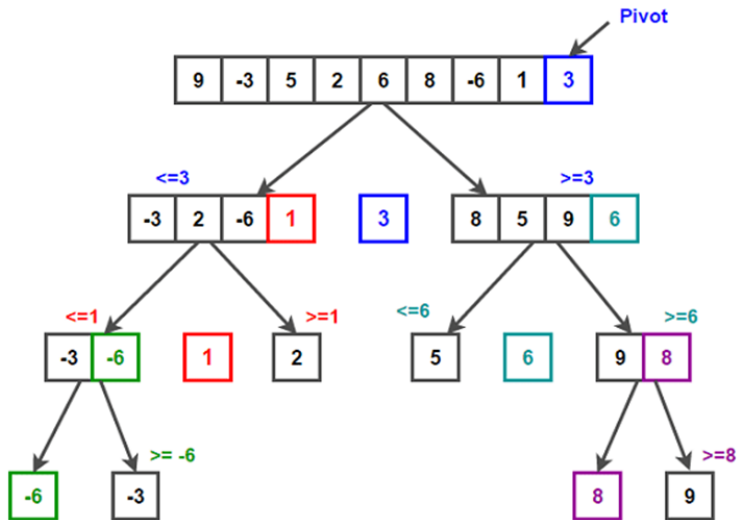 Pivot
9 -3 5 2 6 8 -6 1 3
<=3 >=3
-3 2 -6 1 3 8 5 9 6
<=1 >=1 <=6 >=6
-3 -6 1 2 5 6 9 8
>= -6 >=8
-6 -3 8 9